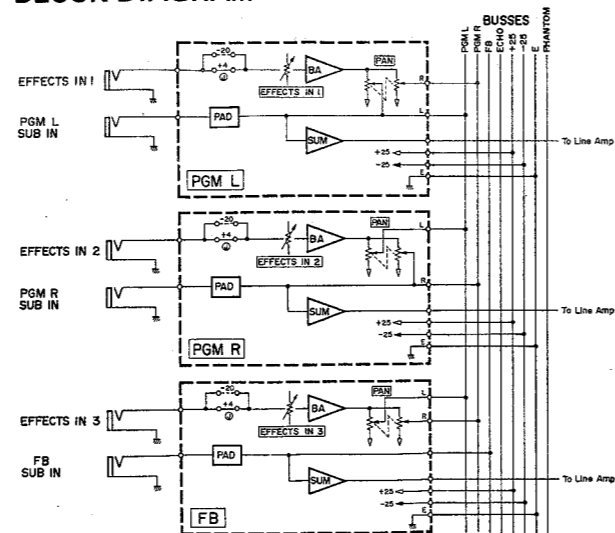 BLOCK DIAGRAM
BUSSES
PGM L
PGM R
FB
ECHO
+25
-25
E
PHANTOM
-20
+4
EFFECTS IN 1
BA
PAN
R
EFFECTS IN 1
PGM L
SUB IN
PAD
L
SUM
To Line Amp
+25
-25
E
PGM L
-20
+4
EFFECTS IN 2
BA
PAN
L
EFFECTS IN 2
PGM R
SUB IN
PAD
R
SUM
To Line Amp
+25
-25
E
PGM R
-20
+4
EFFECTS IN 3
BA
PAN
L
R
EFFECTS IN 3
FB
SUB IN
PAD
SUM
To Line Amp
+25
-25
E
FB